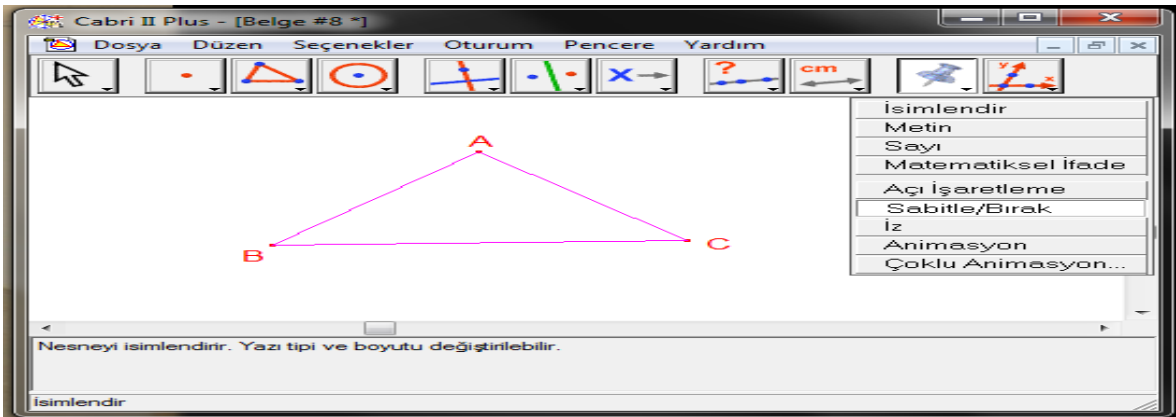 Cabri II Plus - [Belge #8 *]
Dosya Düzen Seçenekler Oturum Pencere Yardım
? cm y x
İsimlendir
Metin
Sayı
Matematiksel İfade
Açı İşaretleme
Sabitle/Bırak
İz
Animasyon
Çoklu Animasyon...
A
B
C
Nesneyi isimlendirir. Yazı tipi ve boyutu değiştirilebilir.
İsimlendir